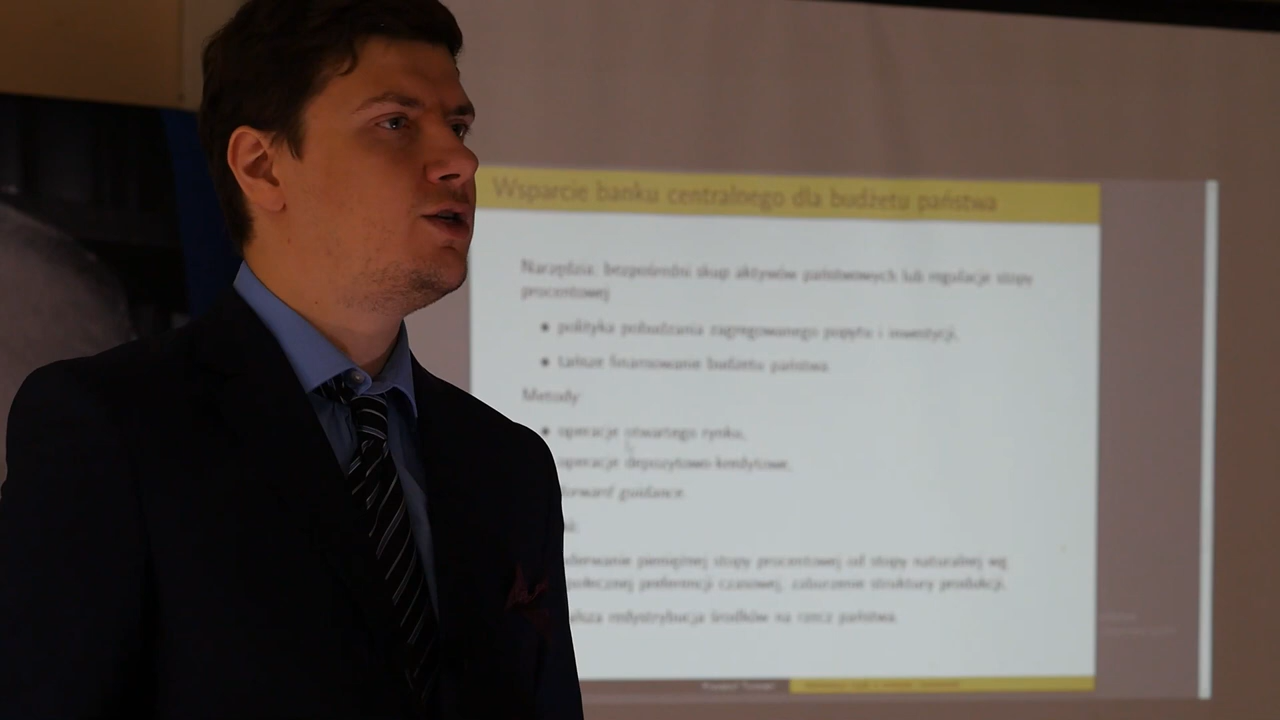 Wsparcie banku centralnego dla budżetu państwa
Narzędzia: bezpośredni skup aktywów państwowych lub regulacje stopy
procentowej
polityka pobudzania zagregowanego popytu i inwestycji,
tańsze finansowanie budżetu państwa.
Metody:
operacje otwartego rynku,
operacje depozytowo-kredytowe,
forward guidance.
oderwanie pieniężnej stopy procentowej od stopy naturalnej wg
społecznej preferencji czasowej, zaburzenie struktury produkcji,
redystrybucja środków na rzecz państwa.